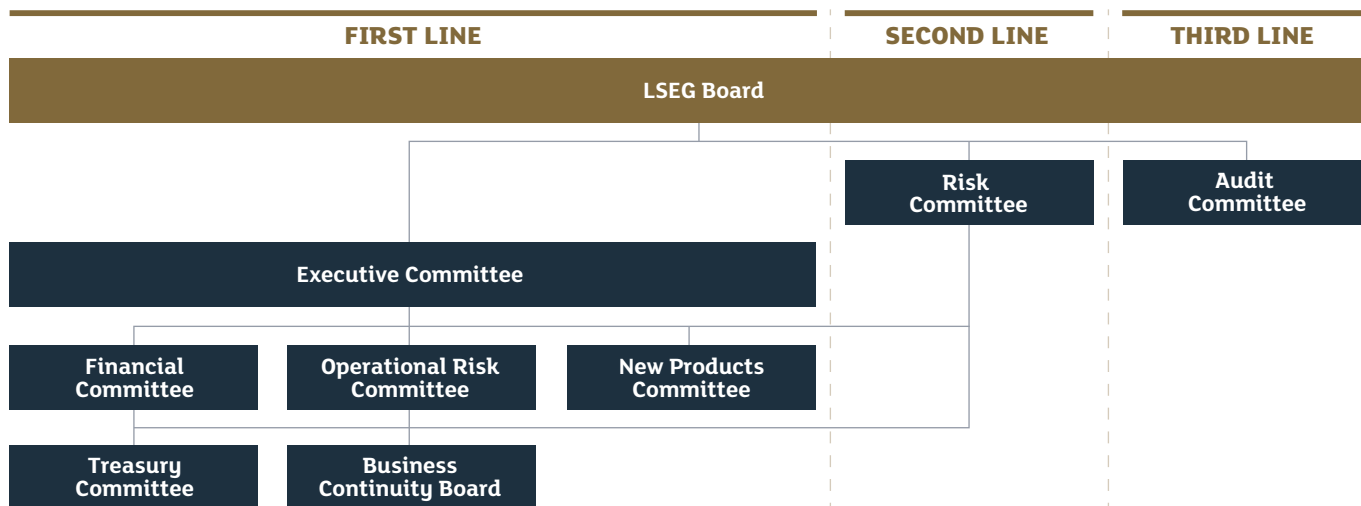 FIRST LINE
SECOND LINE
THIRD LINE
LSEG Board
Risk
Committee
Audit
Committee
Executive Committee
Financial
Committee
Operational Risk
Committee
New Products
Committee
Treasury
Committee
Business
Continuity Board